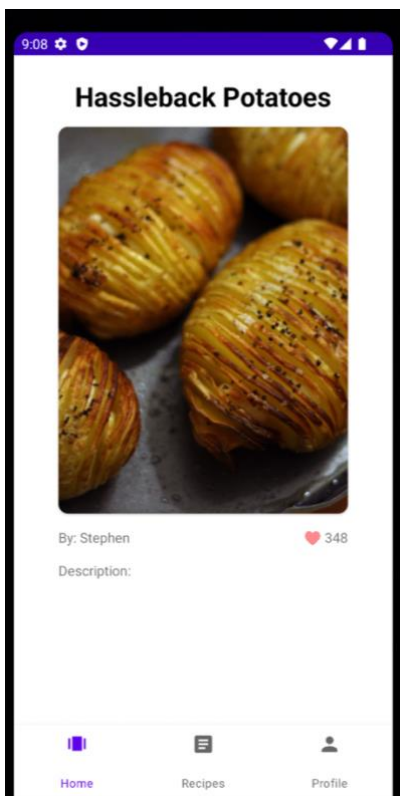 9:08
Hassleback Potatoes
By: Stephen 348
Description:
Home Recipes Profile